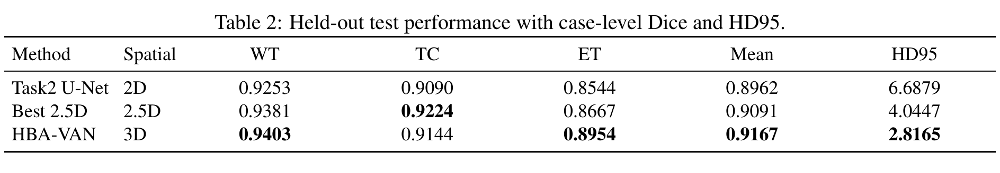 Table 2: Held-out test performance with case-level Dice and HD95.
Method Spatial WT TC ET Mean HD95
Task2 U-Net 2D 0.9253 0.9090 0.8544 0.8962 6.6879
Best 2.5D 2.5D 0.9381 0.9224 0.8667 0.9091 4.0447
HBA-VAN 3D 0.9403 0.9144 0.8954 0.9167 2.8165